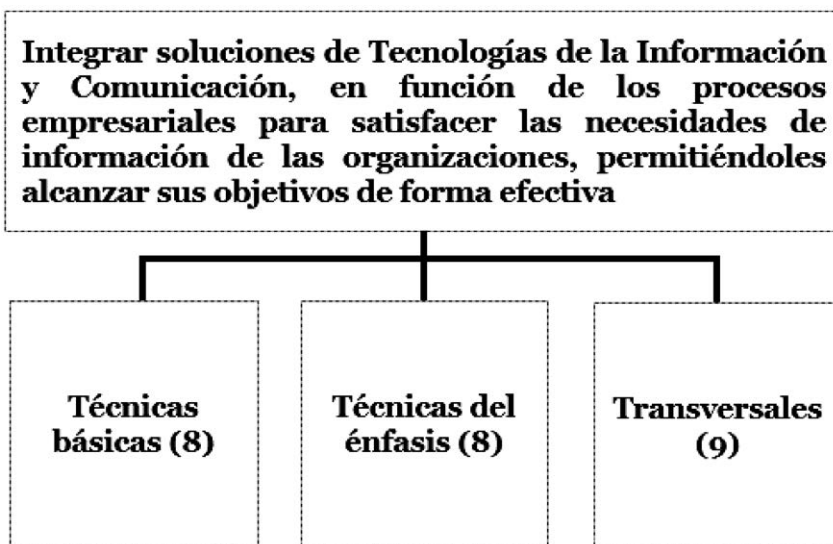 Integrar soluciones de Tecnologías de la Información
y Comunicación, en función de los procesos
empresariales para satisfacer las necesidades de
información de las organizaciones, permitiéndoles
alcanzar sus objetivos de forma efectiva
Técnicas
básicas (8)
Técnicas del
énfasis (8)
Transversales
(9)